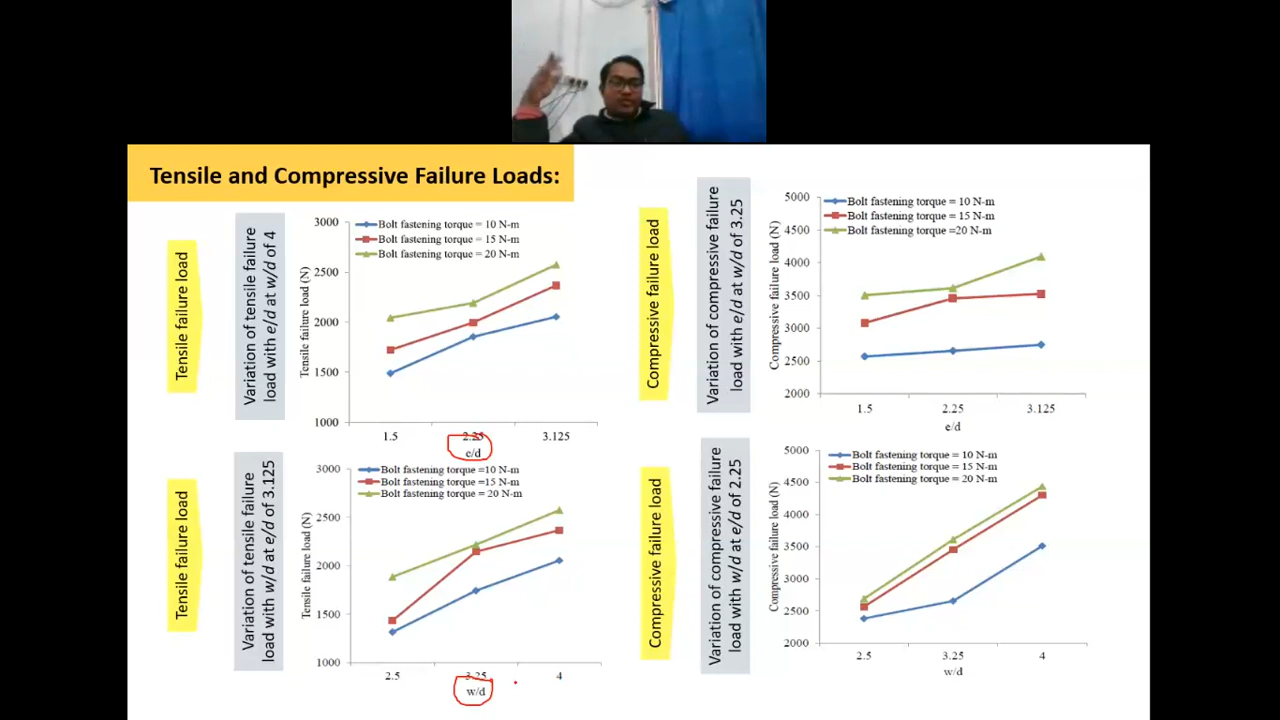 Tensile and Compressive Failure Loads:
Tensile failure load
Variation of tensile failure
load with e/d at w/d of 4
3000
2500
2000
1500
1000
Tensile failure load (N)
Bolt fastening torque = 10 N-m
Bolt fastening torque = 15 N-m
Bolt fastening torque = 20 N-m
1.5
2.25
3.125
e/d
Compressive failure load
Variation of compressive failure
load with e/d at w/d of 3.25
5000
4500
4000
3500
3000
2500
2000
Compressive failure load (N)
Bolt fastening torque = 10 N-m
Bolt fastening torque = 15 N-m
Bolt fastening torque =20 N-m
1.5
2.25
3.125
e/d
Tensile failure load
Variation of tensile failure
load with w/d at e/d of 3.125
3000
2500
2000
1500
1000
Tensile failure load (N)
Bolt fastening torque =10 N-m
Bolt fastening torque =15 N-m
Bolt fastening torque = 20 N-m
2.5
3.25
4
w/d
Compressive failure load
Variation of compressive failure
load with w/d at e/d of 2.25
5000
4500
4000
3500
3000
2500
2000
Compressive failure load (N)
Bolt fastening torque = 10 N-m
Bolt fastening torque = 15 N-m
Bolt fastening torque = 20 N-m
2.5
3.25
4
w/d